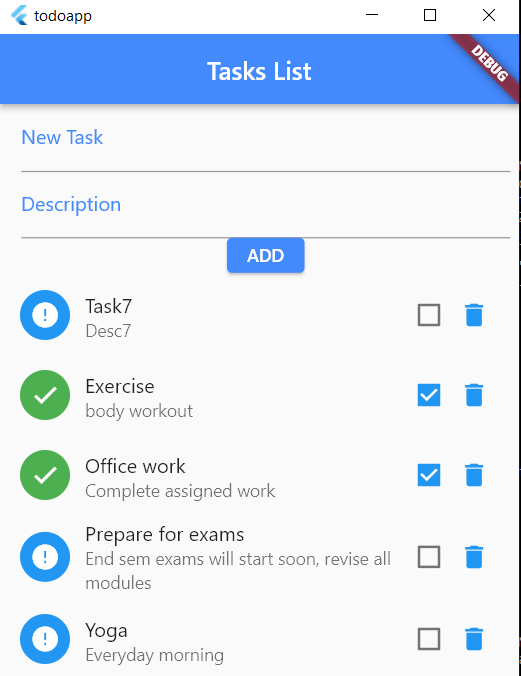 todoapp
Tasks List
DEBUG
New Task
Description
ADD
Task7
Desc7
Exercise
body workout
Office work
Complete assigned work
Prepare for exams
End sem exams will start soon, revise all
modules
Yoga
Everyday morning